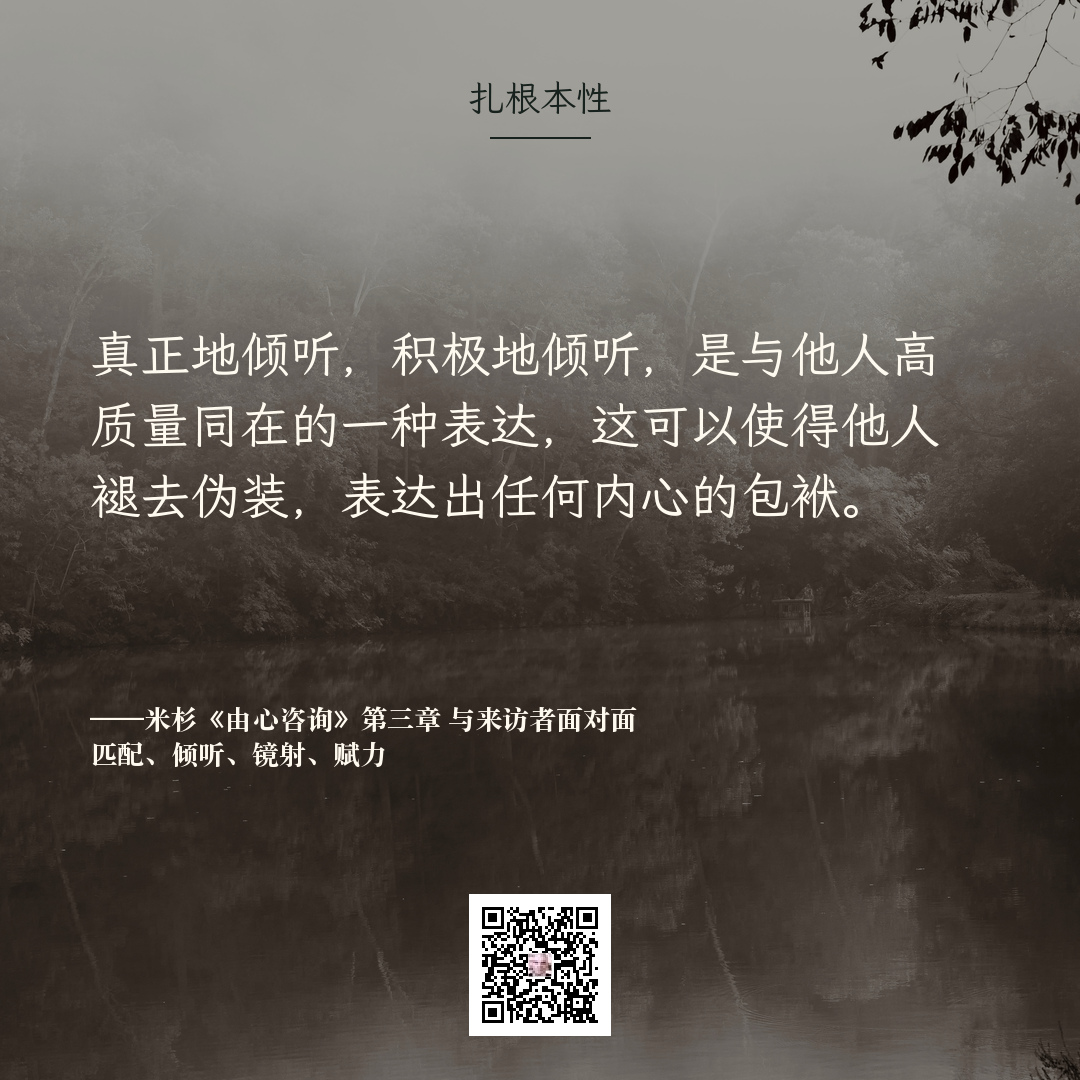 扎根本性
真正地倾听，积极地倾听，是与他人高
质量同在的一种表达，这可以使得他人
褪去伪装，表达出任何内心的包袱。
——米杉《由心咨询》第三章 与来访者面对面
匹配、倾听、镜射、赋力